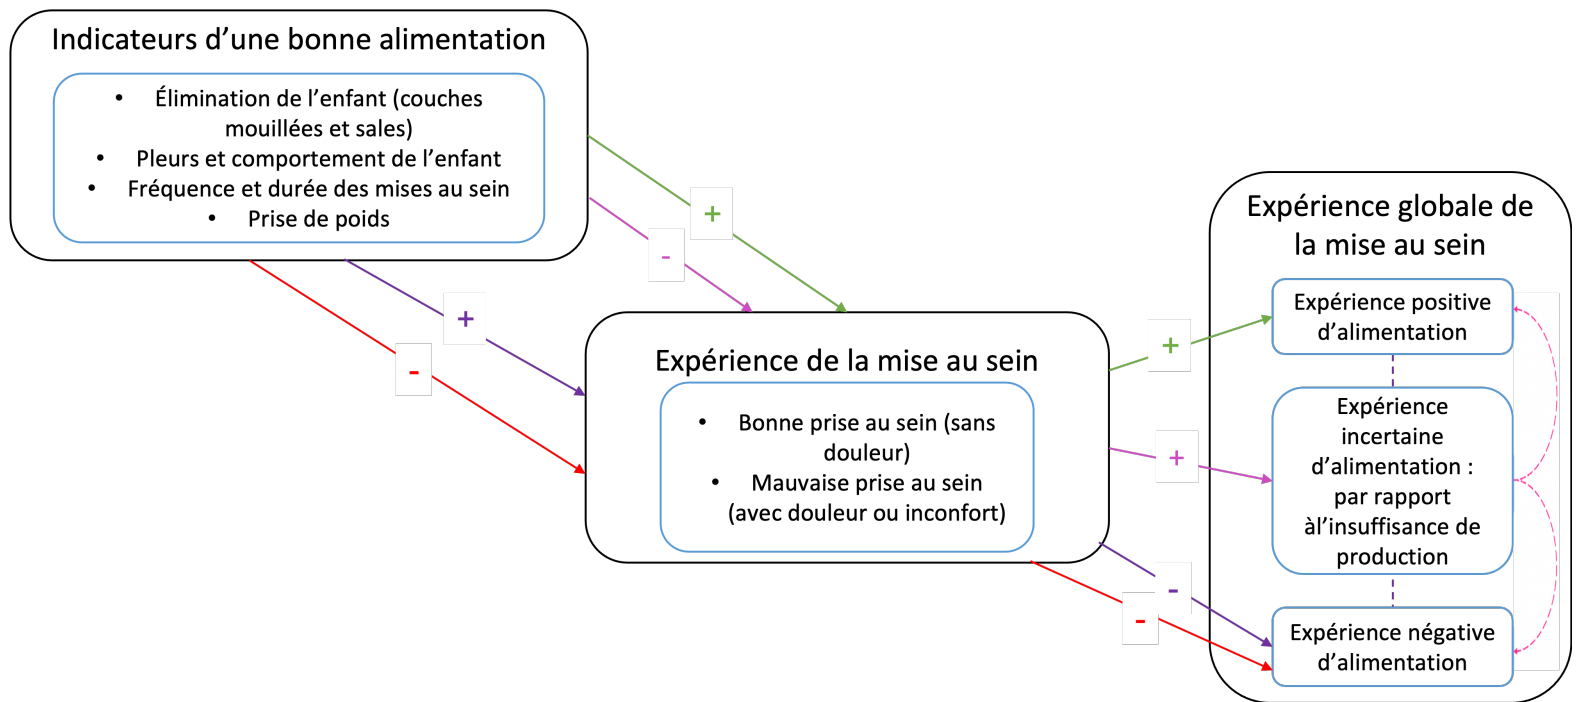 Indicateurs d’une bonne alimentation
• Élimination de l’enfant (couches
mouillées et sales)
• Pleurs et comportement de l’enfant
• Fréquence et durée des mises au sein
• Prise de poids
+
-
+
-
Expérience de la mise au sein
• Bonne prise au sein (sans
douleur)
• Mauvaise prise au sein
(avec douleur ou inconfort)
+
+
-
-
Expérience globale de
la mise au sein
Expérience positive
d’alimentation
Expérience
incertaine
d’alimentation :
par rapport
àl’insuffisance de
production
Expérience négative
d’alimentation